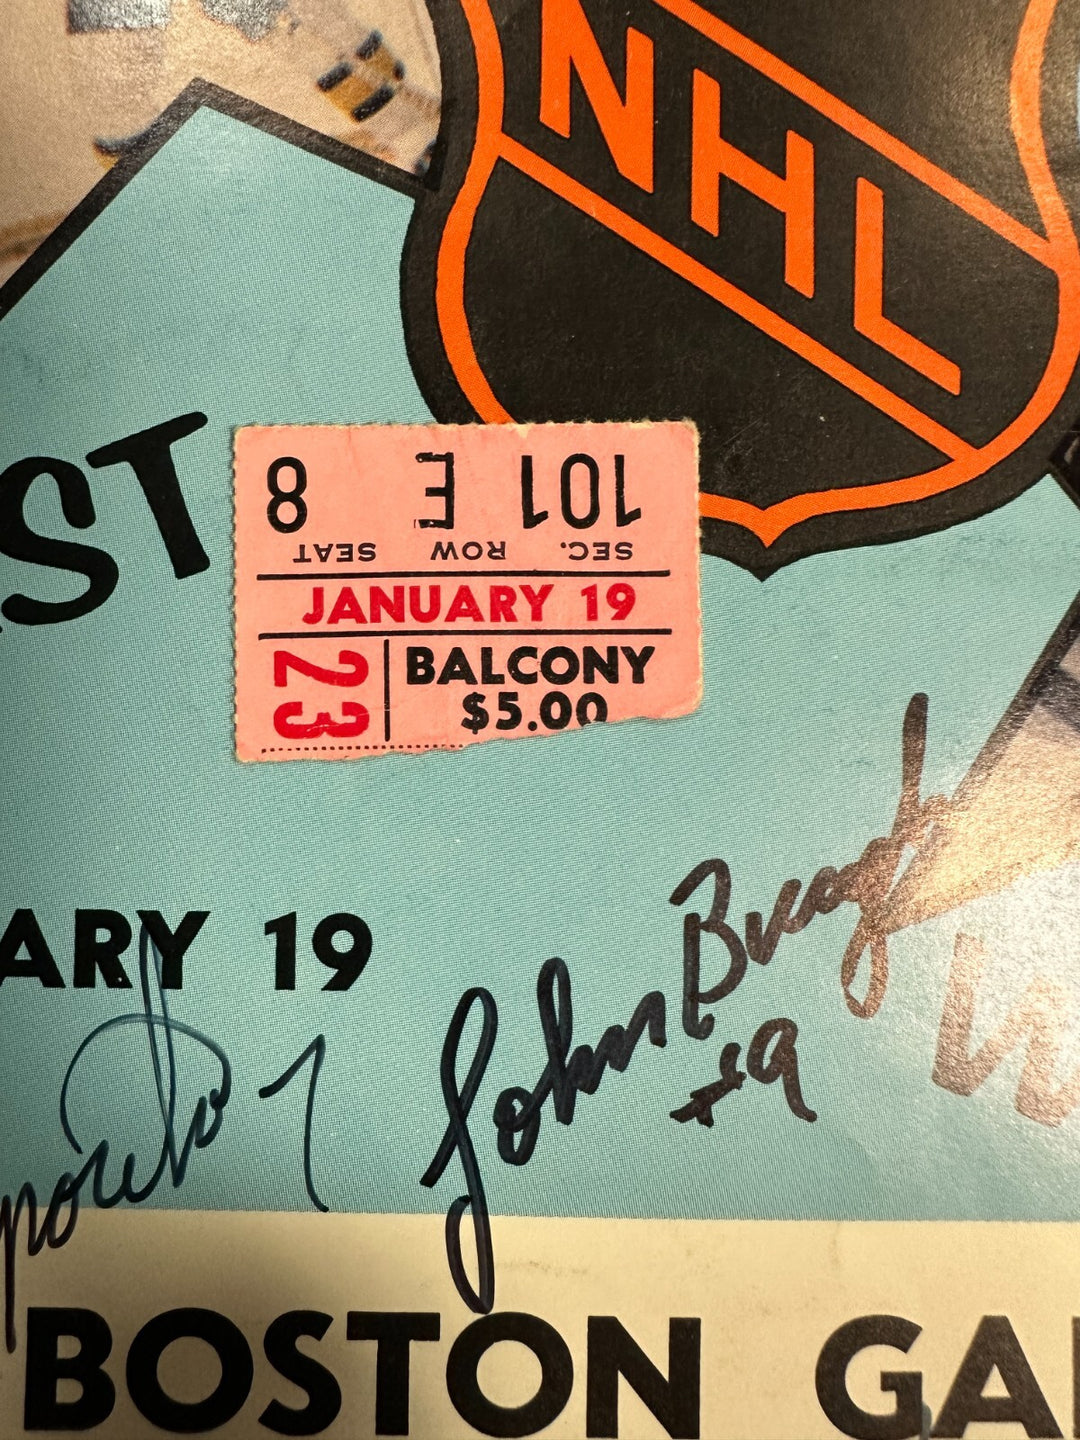 NHL
ST
101 E 8
SEC. ROW SEAT
JANUARY 19
23
BALCONY
$5.00
ARY 19
John Bucyk
#9
7
BOSTON GA